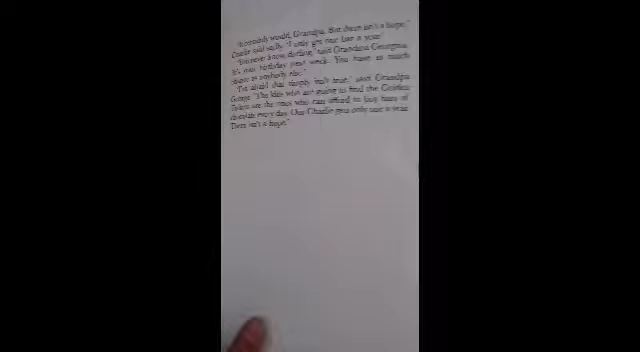 "It certainly would, Grandpa. But there isn't a hope,"
Charlie said sadly. "I only get one bar a year."
"You never know, darling," said Grandma Georgina.
"It's your birthday next week. You have as much
chance as anybody else."
"I'm afraid that simply isn't true," said Grandpa
George. "The kids who are going to find the Golden
Tickets are the ones who can afford to buy bars of
chocolate every day. Our Charlie gets only one a year.
There isn't a hope."